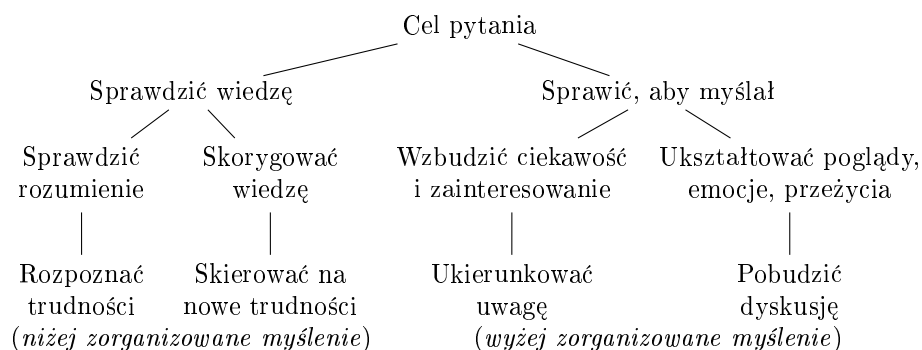 Cel pytania
Sprawdzić wiedzę
Sprawić, aby myślał
Sprawdzić
rozumienie
Skorygować
wiedzę
Wzbudzić ciekawość
i zainteresowanie
Ukształtować poglądy,
emocje, przeżycia
Rozpoznać
trudności
Skierować na
nowe trudności
Ukierunkować
uwagę
Pobudzić
dyskusję
(niżej zorganizowane myślenie)
(wyżej zorganizowane myślenie)